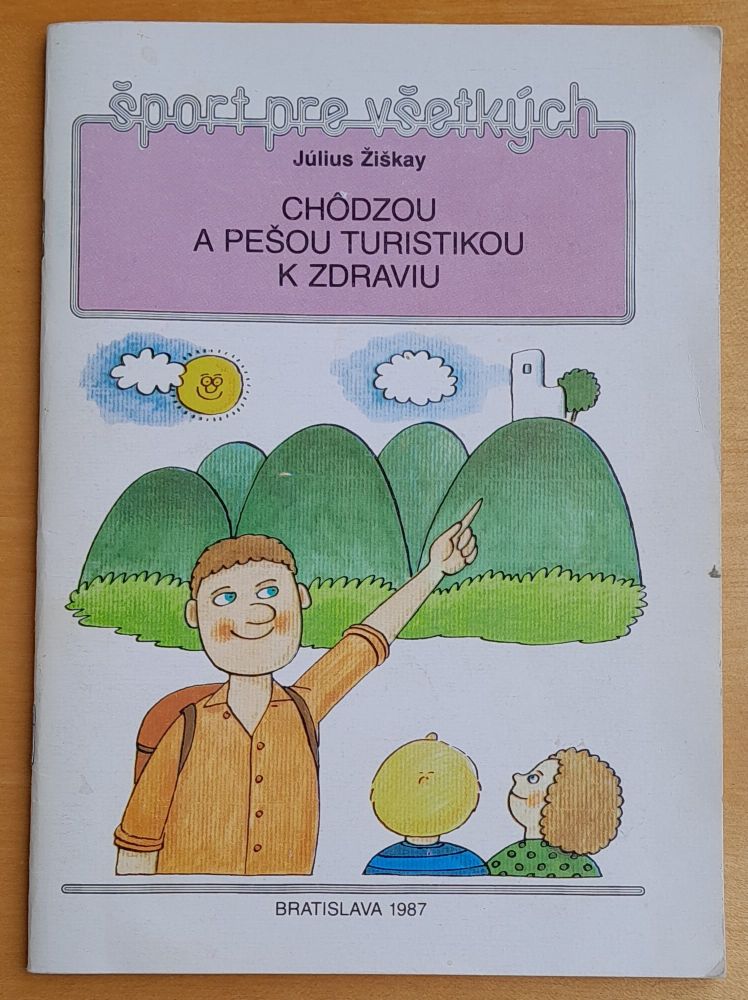 šport pre všetkých
Július Žiškay
CHÔDZOU
A PEŠOU TURISTIKOU
K ZDRAVIU
BRATISLAVA 1987